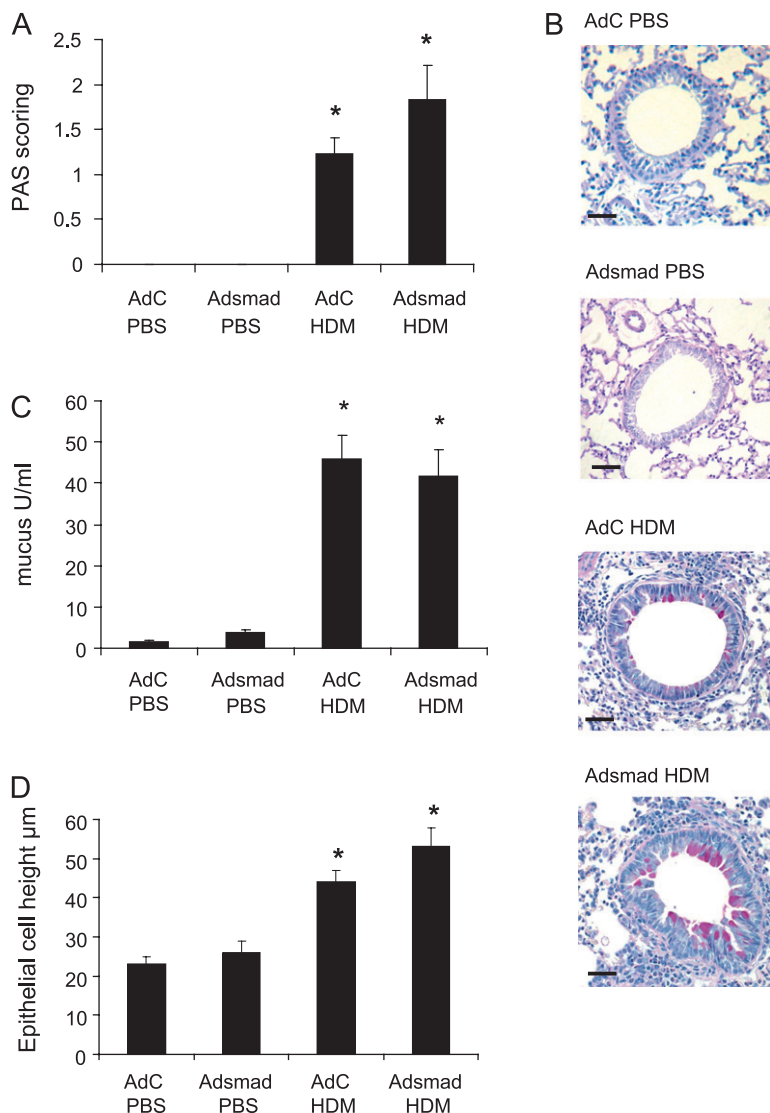 A
PAS scoring
2.5
2
1.5
1
0.5
0
*
*
AdC PBS
Adsmad PBS
AdC HDM
Adsmad HDM
B
AdC PBS
Adsmad PBS
AdC HDM
Adsmad HDM
C
mucus U/ml
60
50
40
30
20
10
0
*
*
AdC PBS
Adsmad PBS
AdC HDM
Adsmad HDM
D
Epithelial cell height µm
60
50
40
30
20
10
0
*
*
AdC PBS
Adsmad PBS
AdC HDM
Adsmad HDM